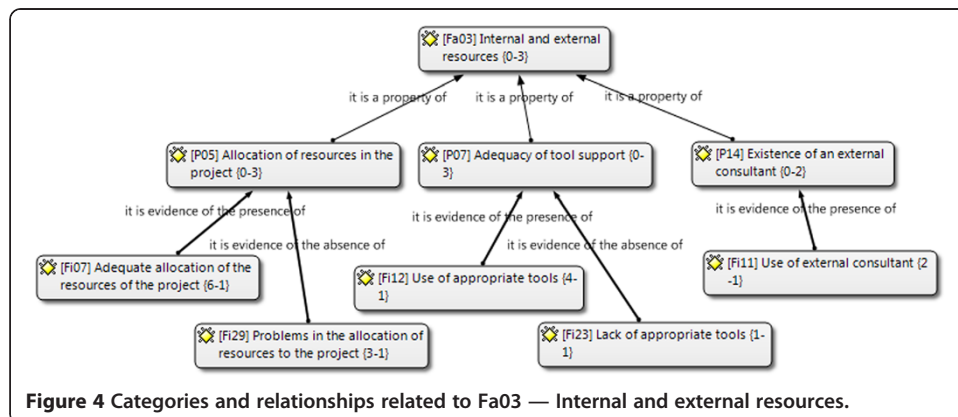 [Fa03] Internal and external
resources {0-3}
it is a property of
it is a property of
it is a property of
[P05] Allocation of resources in the
project {0-3}
[P07] Adequacy of tool support {0-
3}
[P14] Existence of an external
consultant {0-2}
it is evidence of the presence of
it is evidence of the absence of
it is evidence of the presence of
it is evidence of the absence of
it is evidence of the presence of
[Fi07] Adequate allocation of the
resources of the project {6-1}
[Fi12] Use of appropriate tools {4-
1}
[Fi11] Use of external consultant {2
-1}
[Fi29] Problems in the allocation of
resources to the project {3-1}
[Fi23] Lack of appropriate tools {1-
1}
Figure 4 Categories and relationships related to Fa03 — Internal and external resources.